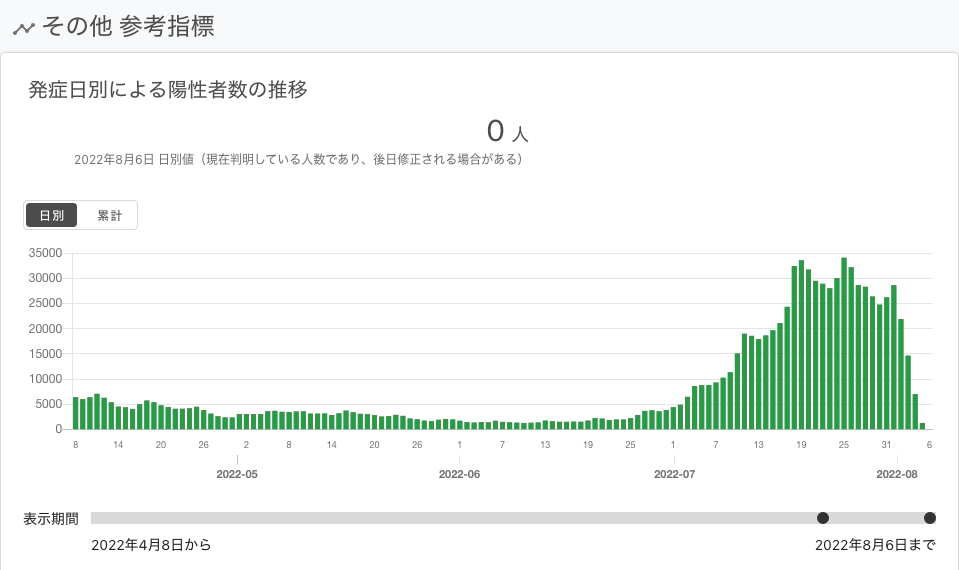 その他 参考指標
発症日別による陽性者数の推移
0 人
2022年8月6日 日別値（現在判明している人数であり、後日修正される場合がある）
日別 累計
35000
30000
25000
20000
15000
10000
5000
0
8 14 20 26 2 8 14 20 26 1 7 13 19 25 1 7 13 19 25 31 6
2022-05 2022-06 2022-07 2022-08
表示期間
2022年4月8日から 2022年8月6日まで